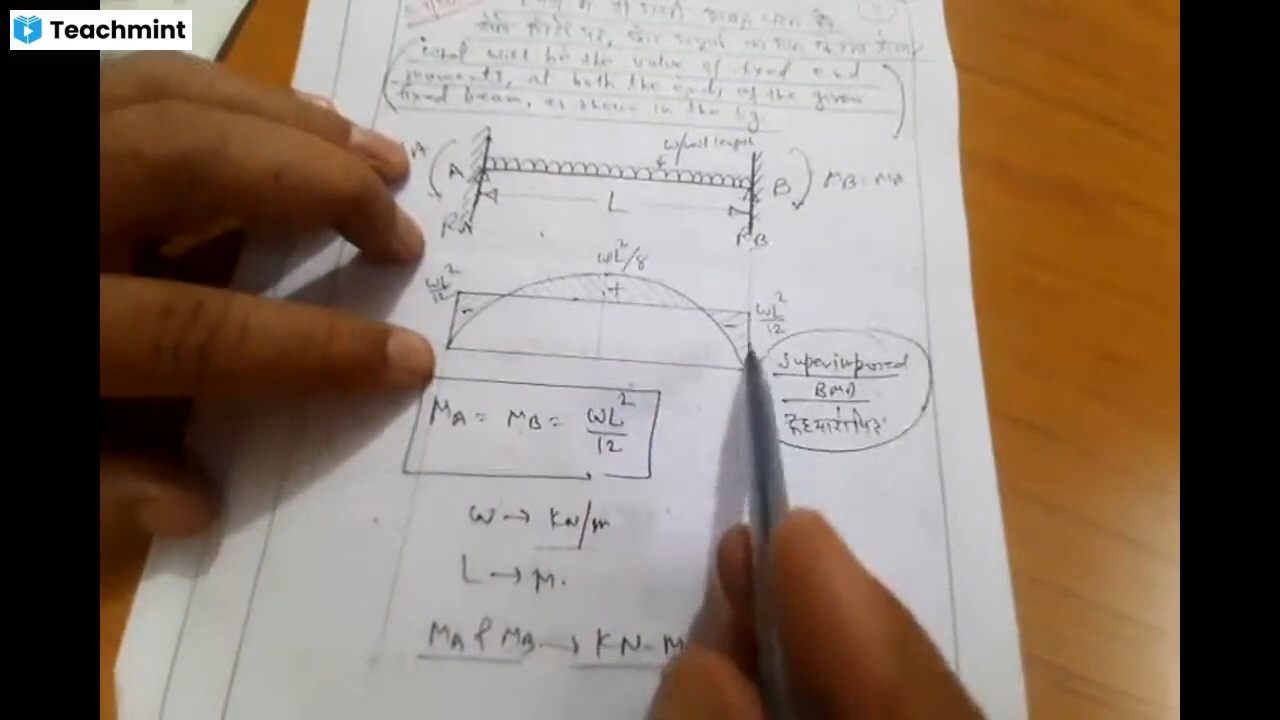 Teachmint
what will be the value of fixed end
moments, at both the ends of the given
fixed beam, as shown in the fig
w/unit length
A
A
B
MB = MA
L
RA
RB
wL²/8
wL²/12
+
-
-
wL²/12
Superimposed
BMD
MA = MB = wL²/12
w → KN/m
L → m.
MA & MB → KN-M